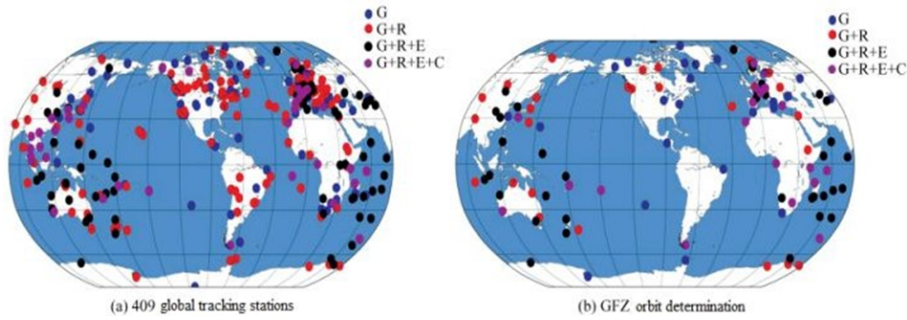 G
G+R
G+R+E
G+R+E+C
G
G+R
G+R+E
G+R+E+C
(a) 409 global tracking stations
(b) GFZ orbit determination